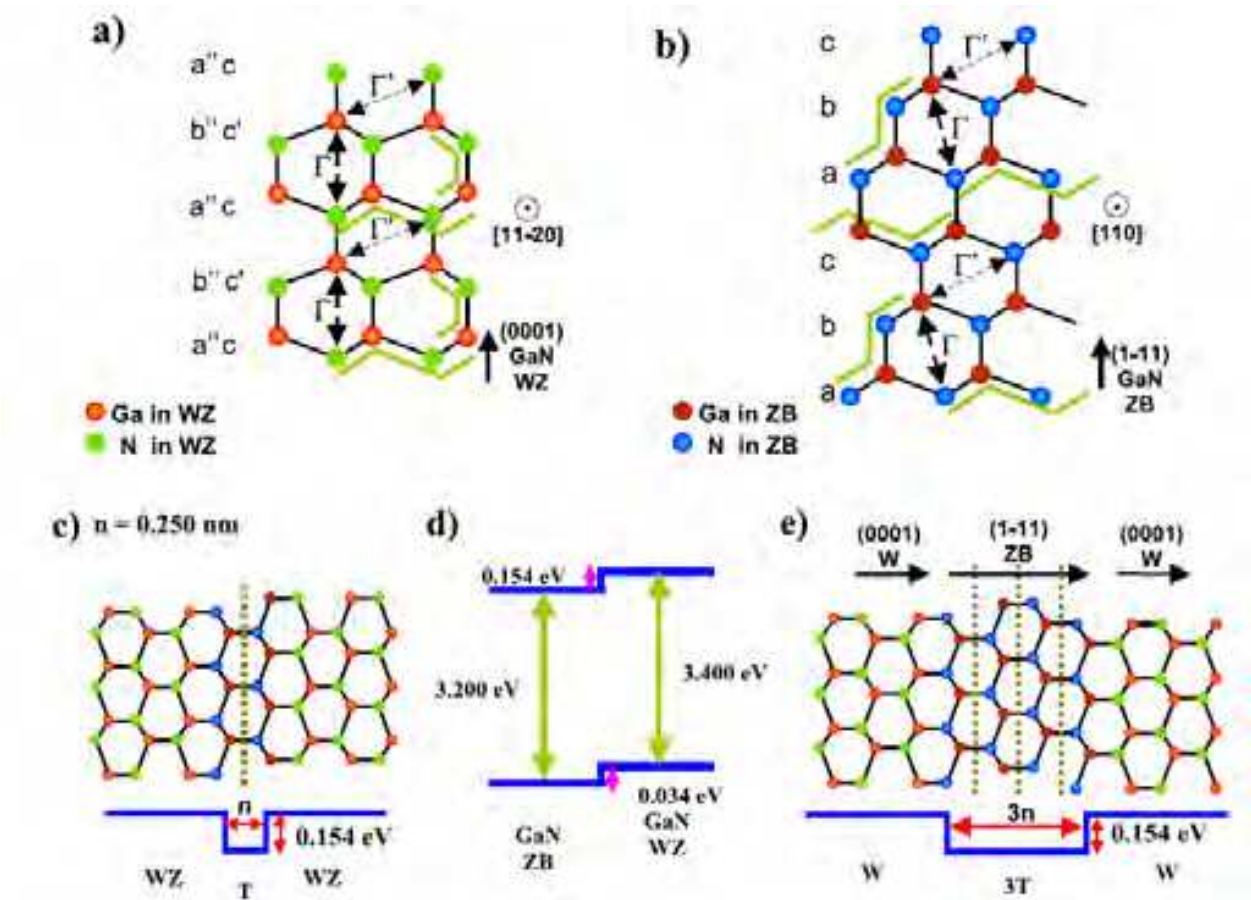 a)
a'' c
b'' c'
a'' c
b'' c'
a'' c
Γ'
Γ
Γ'
Γ
[11-20]
(0001)
GaN
WZ
Ga in WZ
N in WZ
b)
c
b
a
c
b
a
Γ'
Γ
Γ'
Γ
[110]
(1-11)
GaN
ZB
Ga in ZB
N in ZB
c) n = 0.250 nm
n
0.154 eV
WZ
T
WZ
d)
0.154 eV
3.200 eV
3.400 eV
0.034 eV
GaN
ZB
GaN
WZ
e)
(0001)
W
(1-11)
ZB
(0001)
W
3n
0.154 eV
W
3T
W